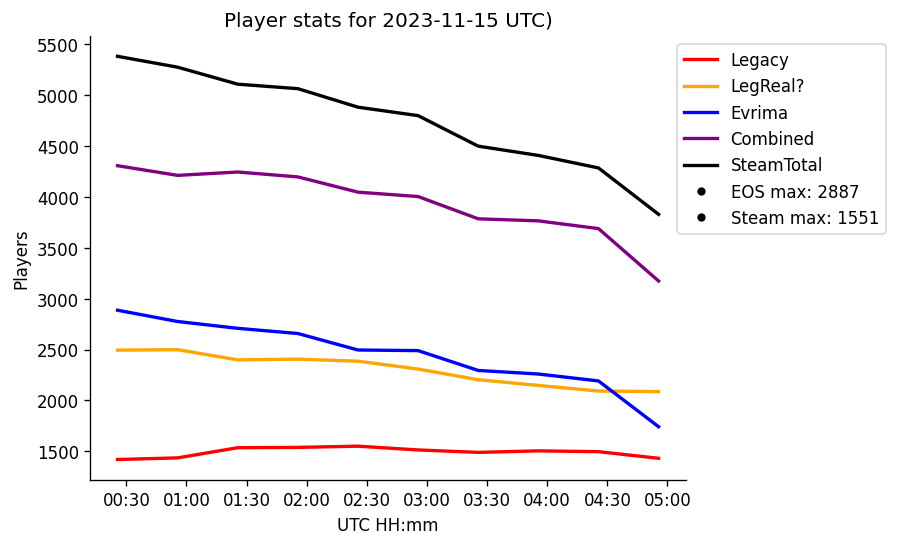 Player stats for 2023-11-15 UTC)
5500
5000
4500
4000
3500
3000
2500
2000
1500
Players
00:30 01:00 01:30 02:00 02:30 03:00 03:30 04:00 04:30 05:00
UTC HH:mm
Legacy
LegReal?
Evrima
Combined
SteamTotal
EOS max: 2887
Steam max: 1551